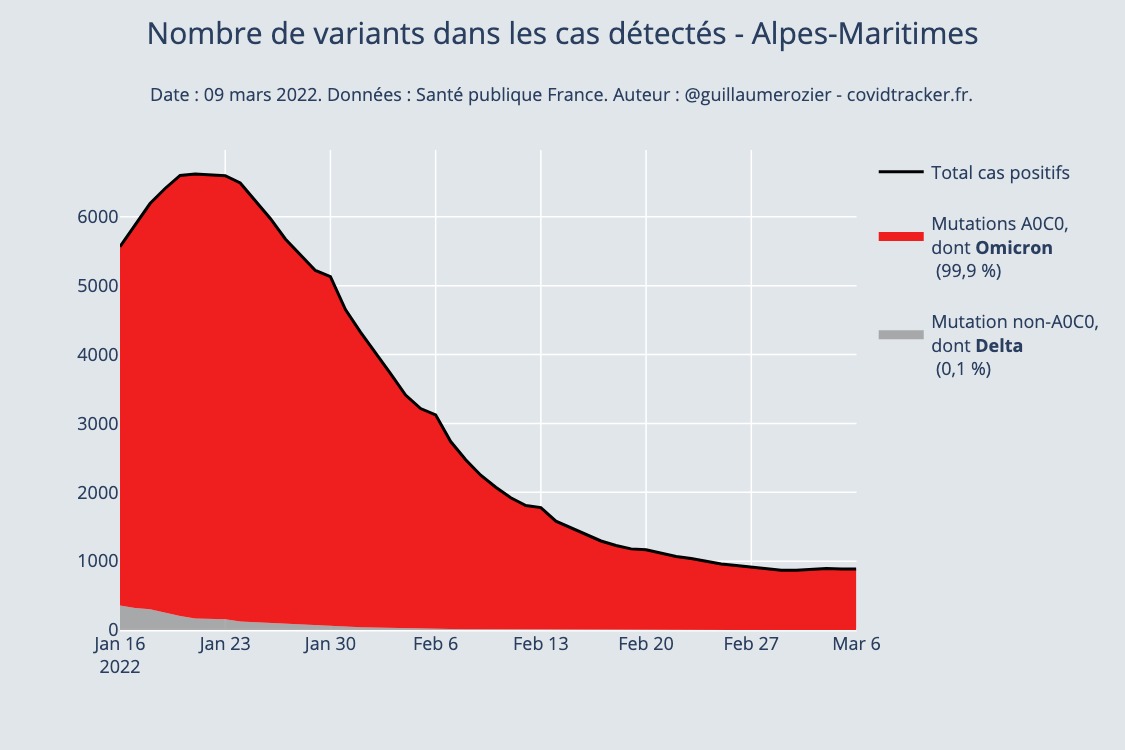 Nombre de variants dans les cas détectés - Alpes-Maritimes
Date : 09 mars 2022. Données : Santé publique France. Auteur : @guillaumerozier - covidtracker.fr.
Total cas positifs
Mutations A0C0,
dont Omicron
(99,9 %)
Mutation non-A0C0,
dont Delta
(0,1 %)
6000
5000
4000
3000
2000
1000
0
Jan 16 Jan 23 Jan 30 Feb 6 Feb 13 Feb 20 Feb 27 Mar 6
2022